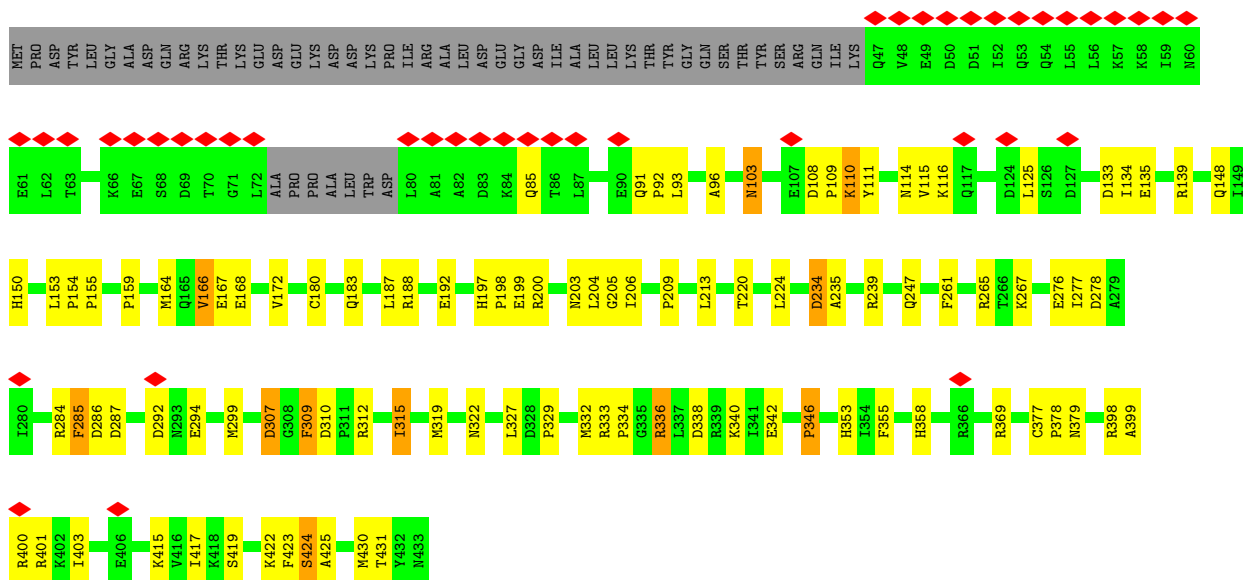 MET PRO ASP TYR LEU GLY ALA ASP GLN ARG LYS THR LYS GLU ASP GLU LYS ASP ASP LYS PRO ILE ARG ALA LEU ASP GLU GLY ASP ILE ALA LEU LEU LYS THR TYR GLY GLN SER THR TYR SER ARG GLN ILE LYS Q47 V48 E49 D50 D51 I52 Q53 Q54 L55 L56 K57 K58 I59 N60
E61 L62 T63 K66 E67 S68 D69 T70 G71 L72 ALA PRO PRO ALA LEU TRP ASP L80 A81 A82 D83 K84 Q85 T86 L87 E90 Q91 P92 L93 A96 N103 E107 D108 P109 K110 Y111 N114 V115 K116 Q117 D124 L125 S126 D127 D133 I134 E135 R139 Q148 I149
H150 L153 P154 P155 P159 M164 Q165 V166 E167 E168 V172 C180 Q183 L187 R188 E192 H197 P198 E199 R200 N203 L204 G205 I206 P209 L213 T220 L224 D234 A235 R239 Q247 F261 R265 T266 K267 E276 I277 D278 A279
I280 R284 F285 D286 D287 D292 N293 E294 M299 D307 G308 F309 D310 P311 R312 I315 M319 N322 L327 D328 P329 M332 R333 P334 G335 R336 L337 D338 R339 K340 I341 E342 P346 H353 I354 F355 H358 R366 R369 C377 P378 N379 R398 A399
R400 R401 K402 I403 E406 K415 V416 I417 K418 S419 K422 F423 S424 A425 M430 T431 Y432 N433